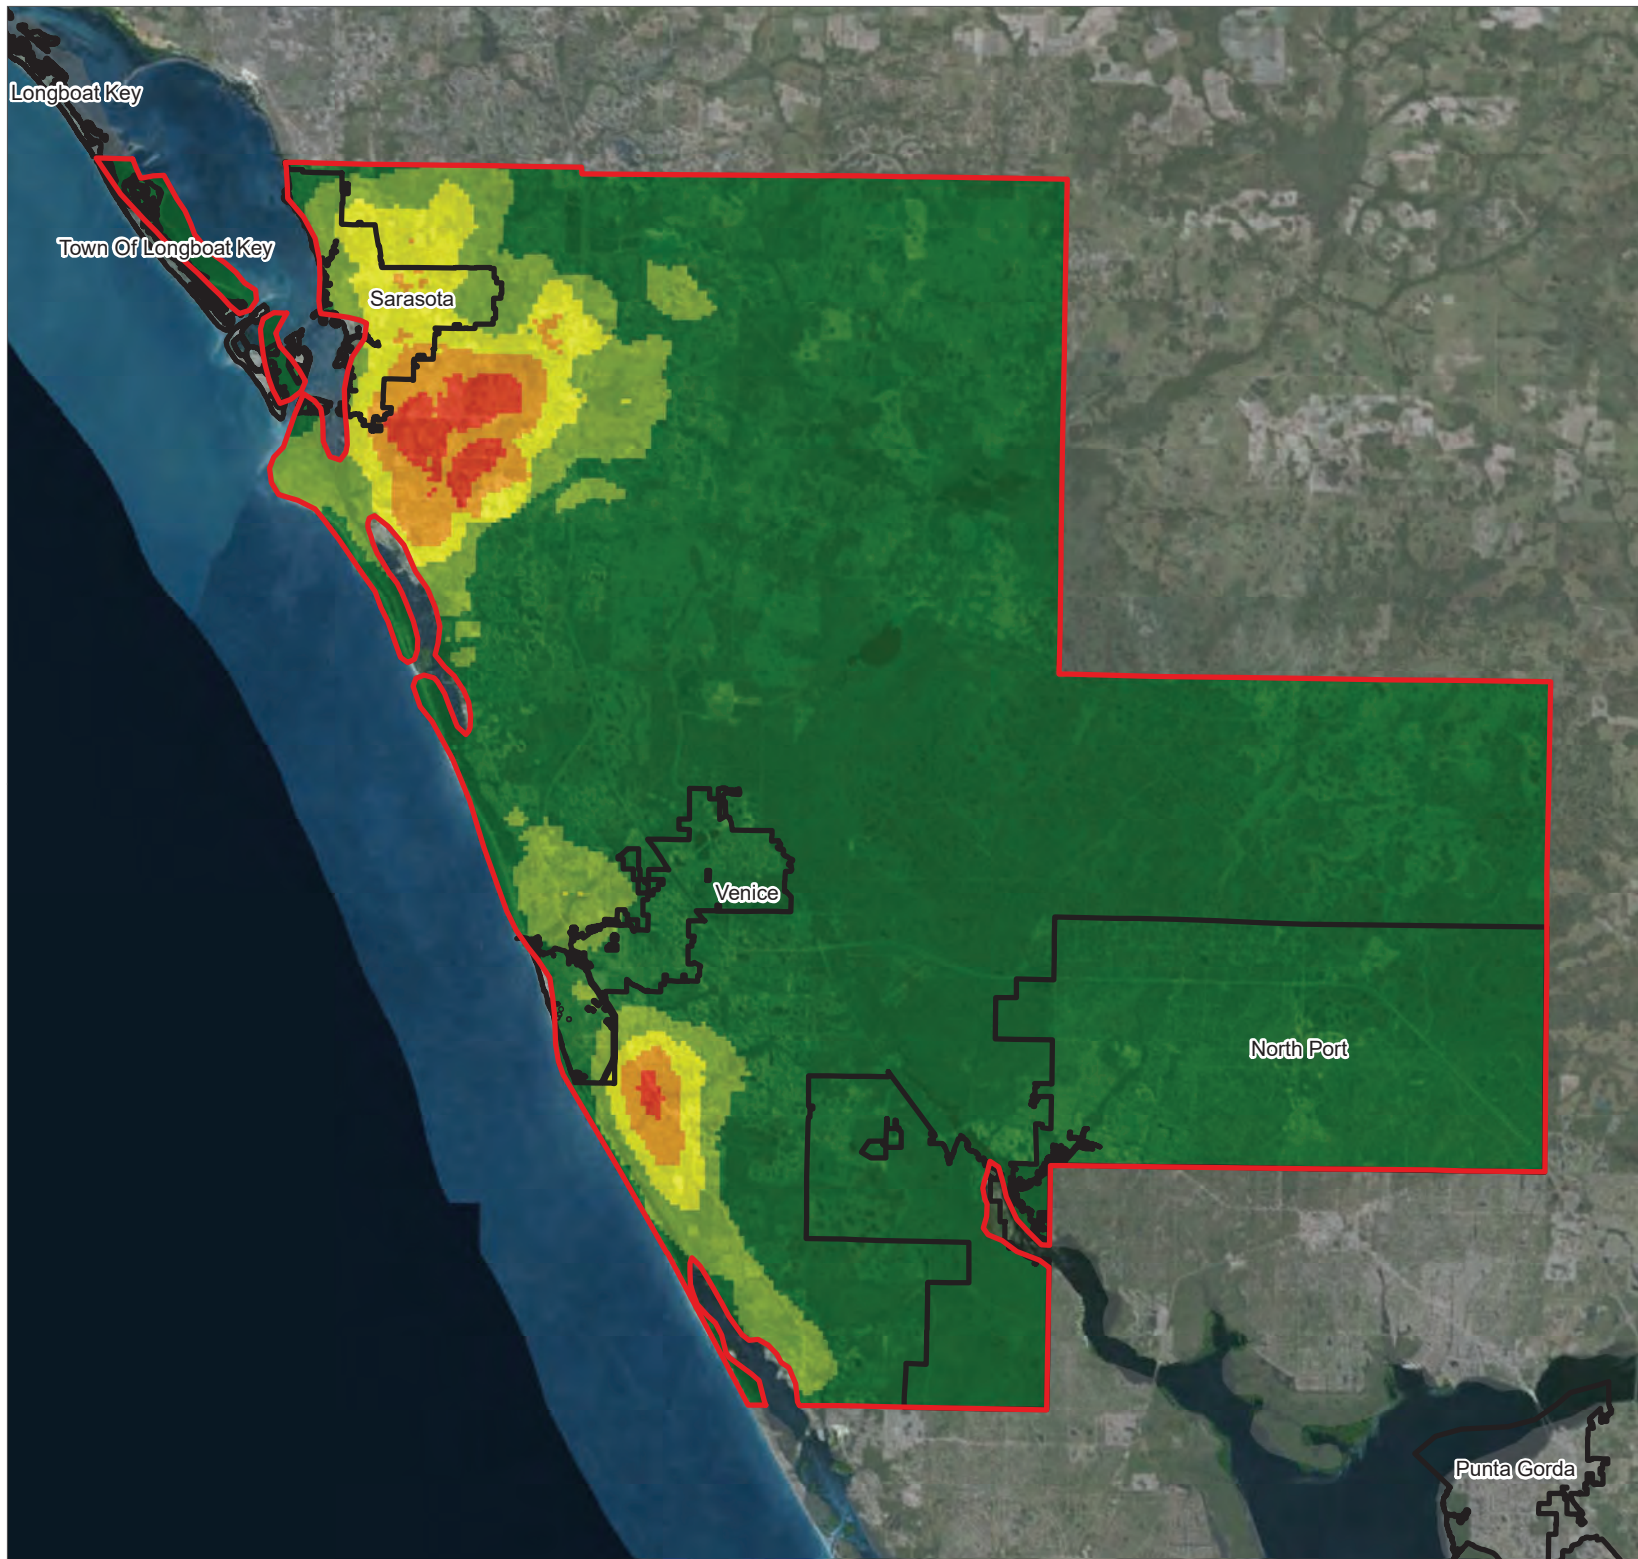 Longboat Key
Town Of Longboat Key
Sarasota
Venice
North Port
Punta Gorda